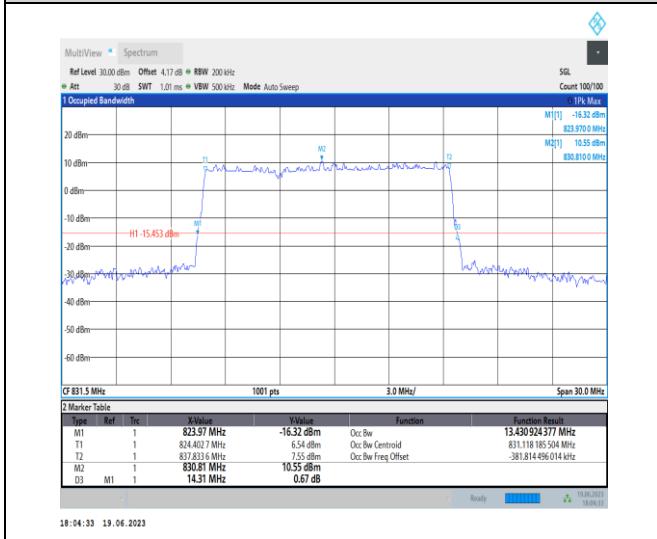 MultiView Spectrum
Ref Level 30.00 dBm Offset 4.17 dB RBW 200 kHz SGL
Att 30 dB SWT 1.01 ms VBW 500 kHz Mode Auto Sweep Count 100/100
1 Occupied Bandwidth 1Pk Max
M1[1] -16.32 dBm
823.9700 MHz
M2[1] 10.55 dBm
830.8100 MHz
20 dBm
M2
T1
T2
10 dBm
0 dBm
-10 dBm
M1
H1 -15.453 dBm
-20 dBm
-30 dBm
-40 dBm
-50 dBm
-60 dBm
CF 831.5 MHz 1001 pts 3.0 MHz/ Span 30.0 MHz
2 Marker Table
Type Ref Trc X-Value Y-Value Function Function Result
M1 1 823.97 MHz -16.32 dBm Occ Bw 13.430 924 377 MHz
T1 1 824.402 7 MHz 6.54 dBm Occ Bw Centroid 831.118 185 504 MHz
T2 1 837.833 6 MHz 7.55 dBm Occ Bw Freq Offset -381.814 496 014 kHz
M2 1 830.81 MHz 10.55 dBm
D3 M1 1 14.31 MHz 0.67 dB
Ready 19.06.2023
18:04:33
18:04:33 19.06.2023